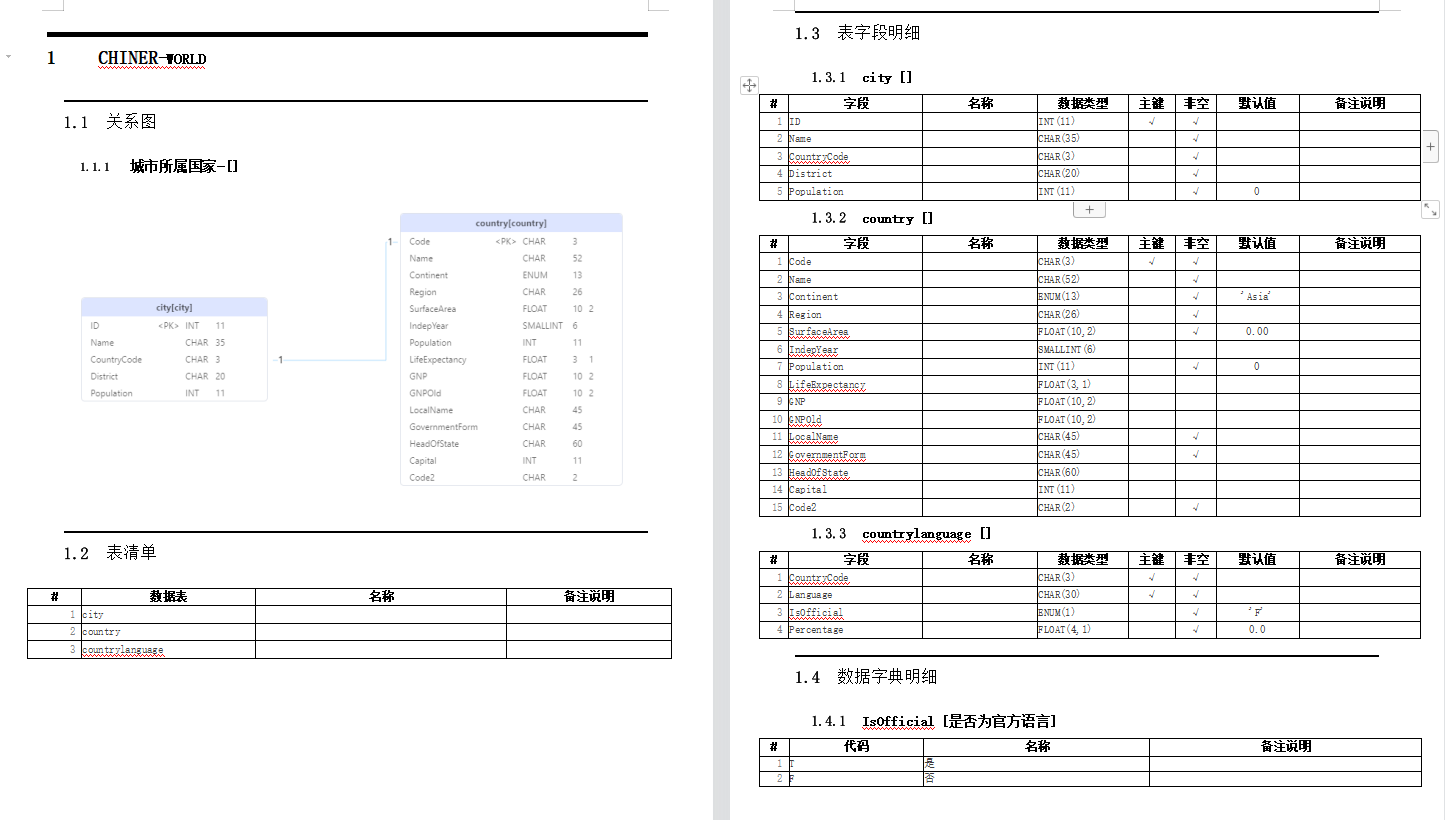 1 CHINER-WORLD
1.1 关系图
1.1.1 城市所属国家-[]
city[city]
ID <PK> INT 11
Name CHAR 35
CountryCode CHAR 3
District CHAR 20
Population INT 11
1
1
country[country]
Code <PK> CHAR 3
Name CHAR 52
Continent ENUM 13
Region CHAR 26
SurfaceArea FLOAT 10 2
IndepYear SMALLINT 6
Population INT 11
LifeExpectancy FLOAT 3 1
GNP FLOAT 10 2
GNPOld FLOAT 10 2
LocalName CHAR 45
GovernmentForm CHAR 45
HeadOfState CHAR 60
Capital INT 11
Code2 CHAR 2
1.2 表清单
# 数据表 名称 备注说明
1 city
2 country
3 countrylanguage
1.3 表字段明细
1.3.1 city []
# 字段 名称 数据类型 主键 非空 默认值 备注说明
1 ID INT(11) √ √
2 Name CHAR(35) √
3 CountryCode CHAR(3) √
4 District CHAR(20) √
5 Population INT(11) √ 0
1.3.2 country []
# 字段 名称 数据类型 主键 非空 默认值 备注说明
1 Code CHAR(3) √ √
2 Name CHAR(52) √
3 Continent ENUM(13) √ 'Asia'
4 Region CHAR(26) √
5 SurfaceArea FLOAT(10,2) √ 0.00
6 IndepYear SMALLINT(6)
7 Population INT(11) √ 0
8 LifeExpectancy FLOAT(3,1)
9 GNP FLOAT(10,2)
10 GNPOld FLOAT(10,2)
11 LocalName CHAR(45) √
12 GovernmentForm CHAR(45) √
13 HeadOfState CHAR(60)
14 Capital INT(11)
15 Code2 CHAR(2) √
1.3.3 countrylanguage []
# 字段 名称 数据类型 主键 非空 默认值 备注说明
1 CountryCode CHAR(3) √ √
2 Language CHAR(30) √ √
3 IsOfficial ENUM(1) √ 'F'
4 Percentage FLOAT(4,1) √ 0.0
1.4 数据字典明细
1.4.1 IsOfficial [是否为官方语言]
# 代码 名称 备注说明
1 T 是
2 F 否